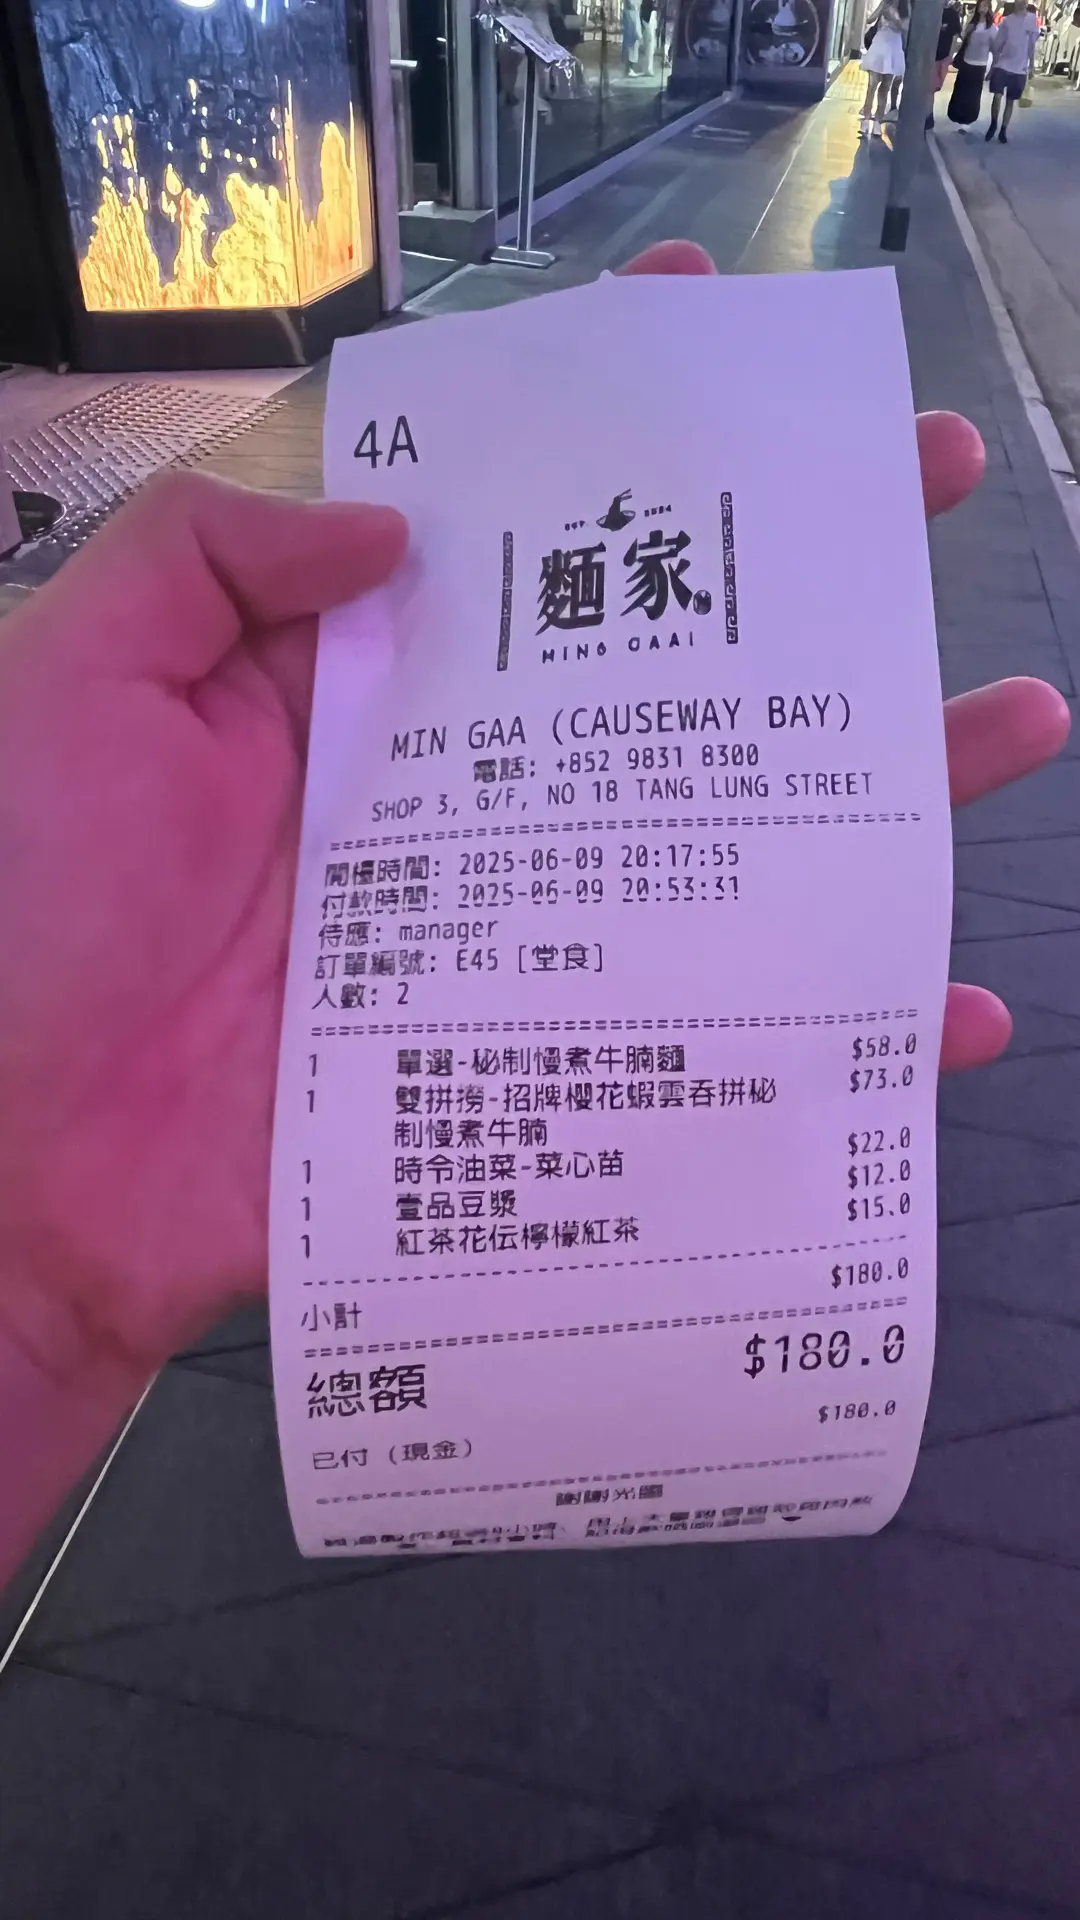 4A
麵家
MING GAAI
MIN GAA (CAUSEWAY BAY)
電話: +852 9831 8300
SHOP 3, G/F, NO 18 TANG LUNG STREET
開檯時間: 2025-06-09 20:17:55
付款時間: 2025-06-09 20:53:31
侍應: manager
訂單編號: E45 [堂食]
人數: 2
1 單選-秘制慢煮牛腩麵 $58.0
1 雙拼撈-招牌櫻花蝦雲吞拼秘 $73.0
制慢煮牛腩
1 時令油菜-菜心苗 $22.0
1 壹品豆漿 $12.0
1 紅茶花伝檸檬紅茶 $15.0
小計 $180.0
總額 $180.0
已付 (現金) $180.0
謝謝光顧